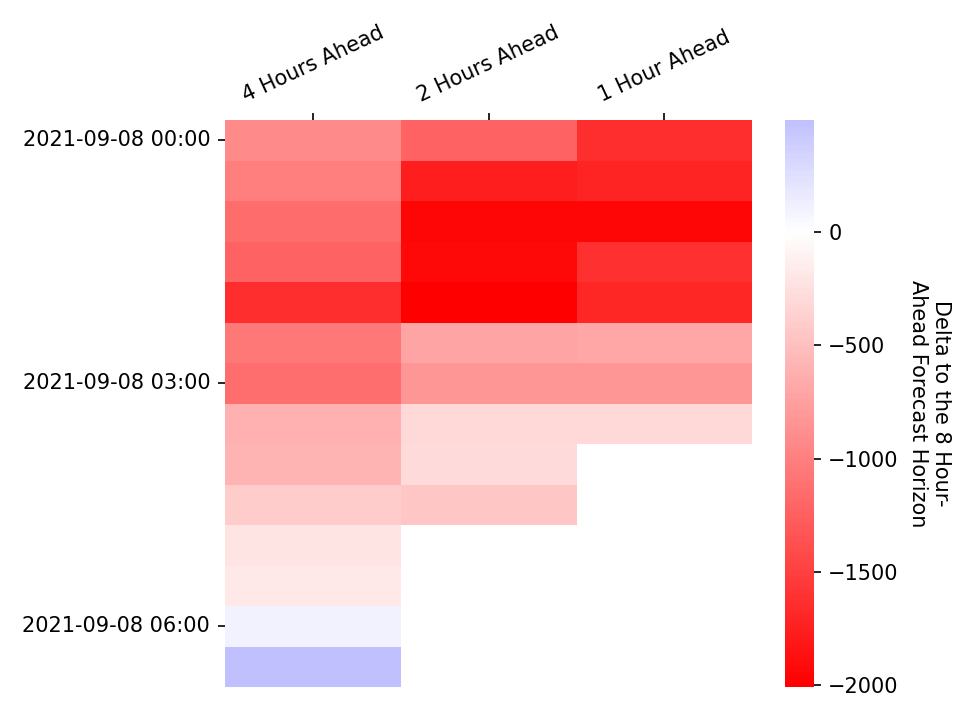 4 Hours Ahead
2 Hours Ahead
1 Hour Ahead
2021-09-08 00:00
2021-09-08 03:00
2021-09-08 06:00
0
−500
−1000
−1500
−2000
Delta to the 8 Hour-
Ahead Forecast Horizon